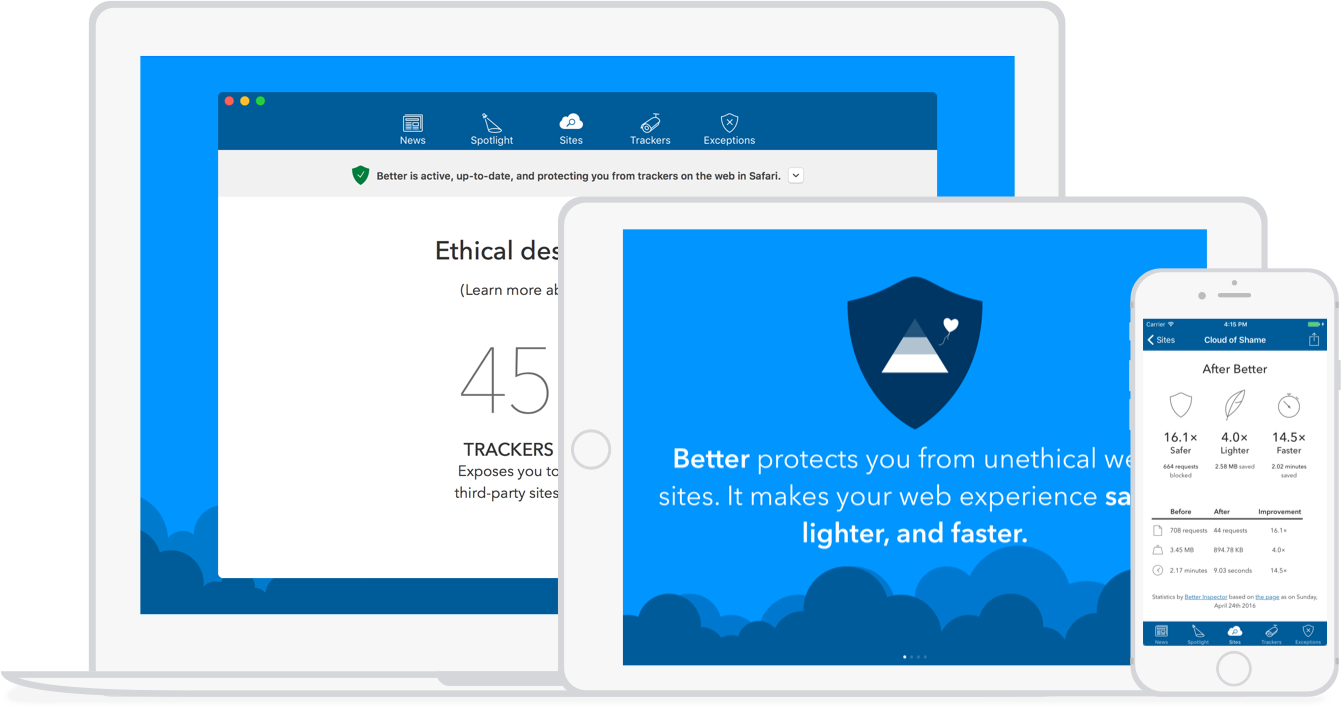 News Spotlight Sites Trackers Exceptions
Better is active, up-to-date, and protecting you from trackers on the web in Safari.
Ethical des
(Learn more ab
45
TRACKERS
Exposes you to
third-party sites
Better protects you from unethical we
sites. It makes your web experience sa
lighter, and faster.
Carrier 4:15 PM
Sites Cloud of Shame
After Better
16.1× 4.0× 14.5×
Safer Lighter Faster
664 requests 2.58 MB saved 2.02 minutes
blocked saved
Before After Improvement
708 requests 44 requests 16.1×
3.45 MB 894.78 KB 4.0×
2.17 minutes 9.03 seconds 14.5×
Statistics by Better Inspector based on the page as on Sunday,
April 24th 2016
News Spotlight Sites Trackers Exceptions